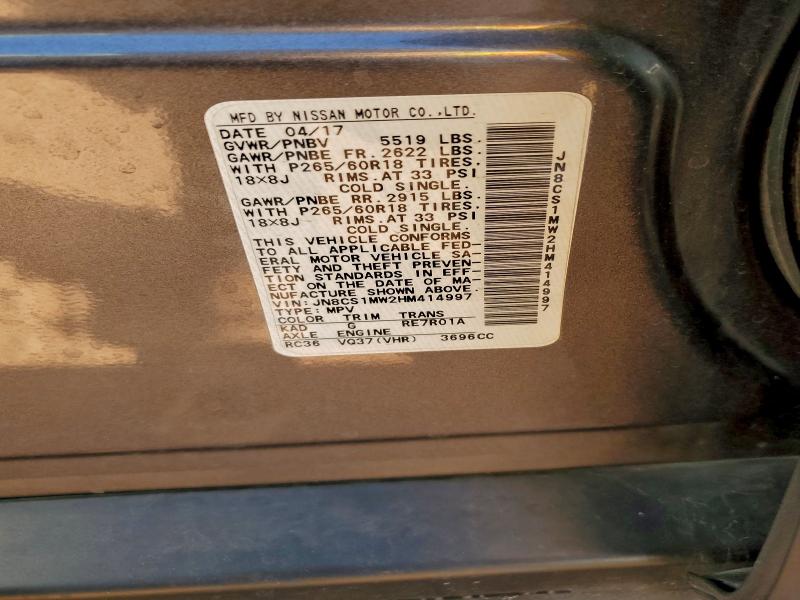 MFD BY NISSAN MOTOR CO.,LTD.
DATE 04/17
GVWR/PNBV 5519 LBS.
GAWR/PNBE FR. 2622 LBS.
WITH P265/60R18 TIRES.
18×8J RIMS.AT 33 PSI
COLD SINGLE.
GAWR/PNBE RR. 2915 LBS.
WITH P265/60R18 TIRES.
18×8J RIMS.AT 33 PSI
COLD SINGLE.
THIS VEHICLE CONFORMS
TO ALL APPLICABLE FED-
ERAL MOTOR VEHICLE SA-
FETY AND THEFT PREVEN-
TION STANDARDS IN EFF-
ECT ON THE DATE OF MA-
NUFACTURE SHOWN ABOVE.
VIN: JN8CS1MW2HM414997
TYPE: MPV
COLOR TRIM TRANS
KAD G RE7R01A
AXLE ENGINE
RC36 VQ37(VHR) 3696CC
JN8CS1MW2HM414997